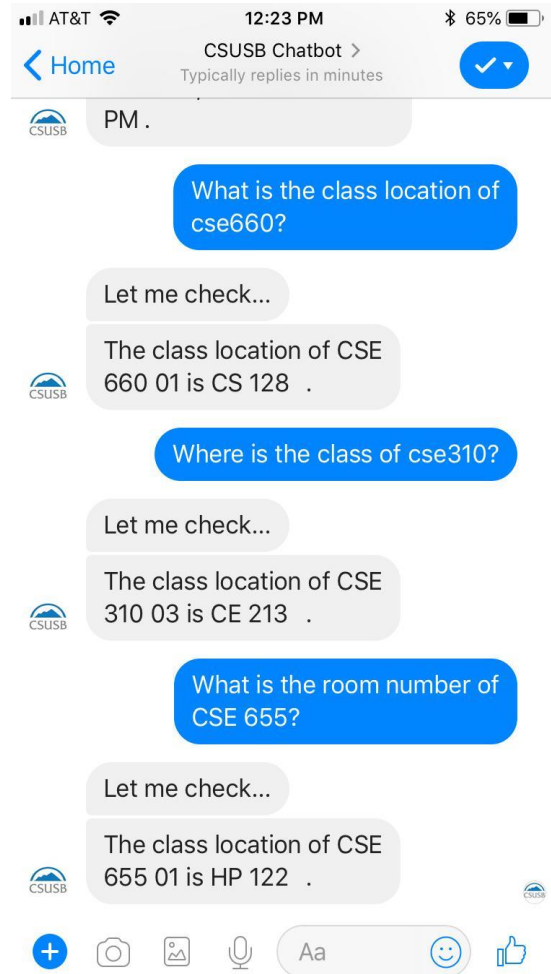 AT&T 12:23 PM 65%
Home CSUSB Chatbot
Typically replies in minutes
PM .
CSUSB
What is the class location of
cse660?
Let me check...
The class location of CSE
660 01 is CS 128 .
CSUSB
Where is the class of cse310?
Let me check...
The class location of CSE
310 03 is CE 213 .
CSUSB
What is the room number of
CSE 655?
Let me check...
The class location of CSE
655 01 is HP 122 .
CSUSB
CSUSB
Aa